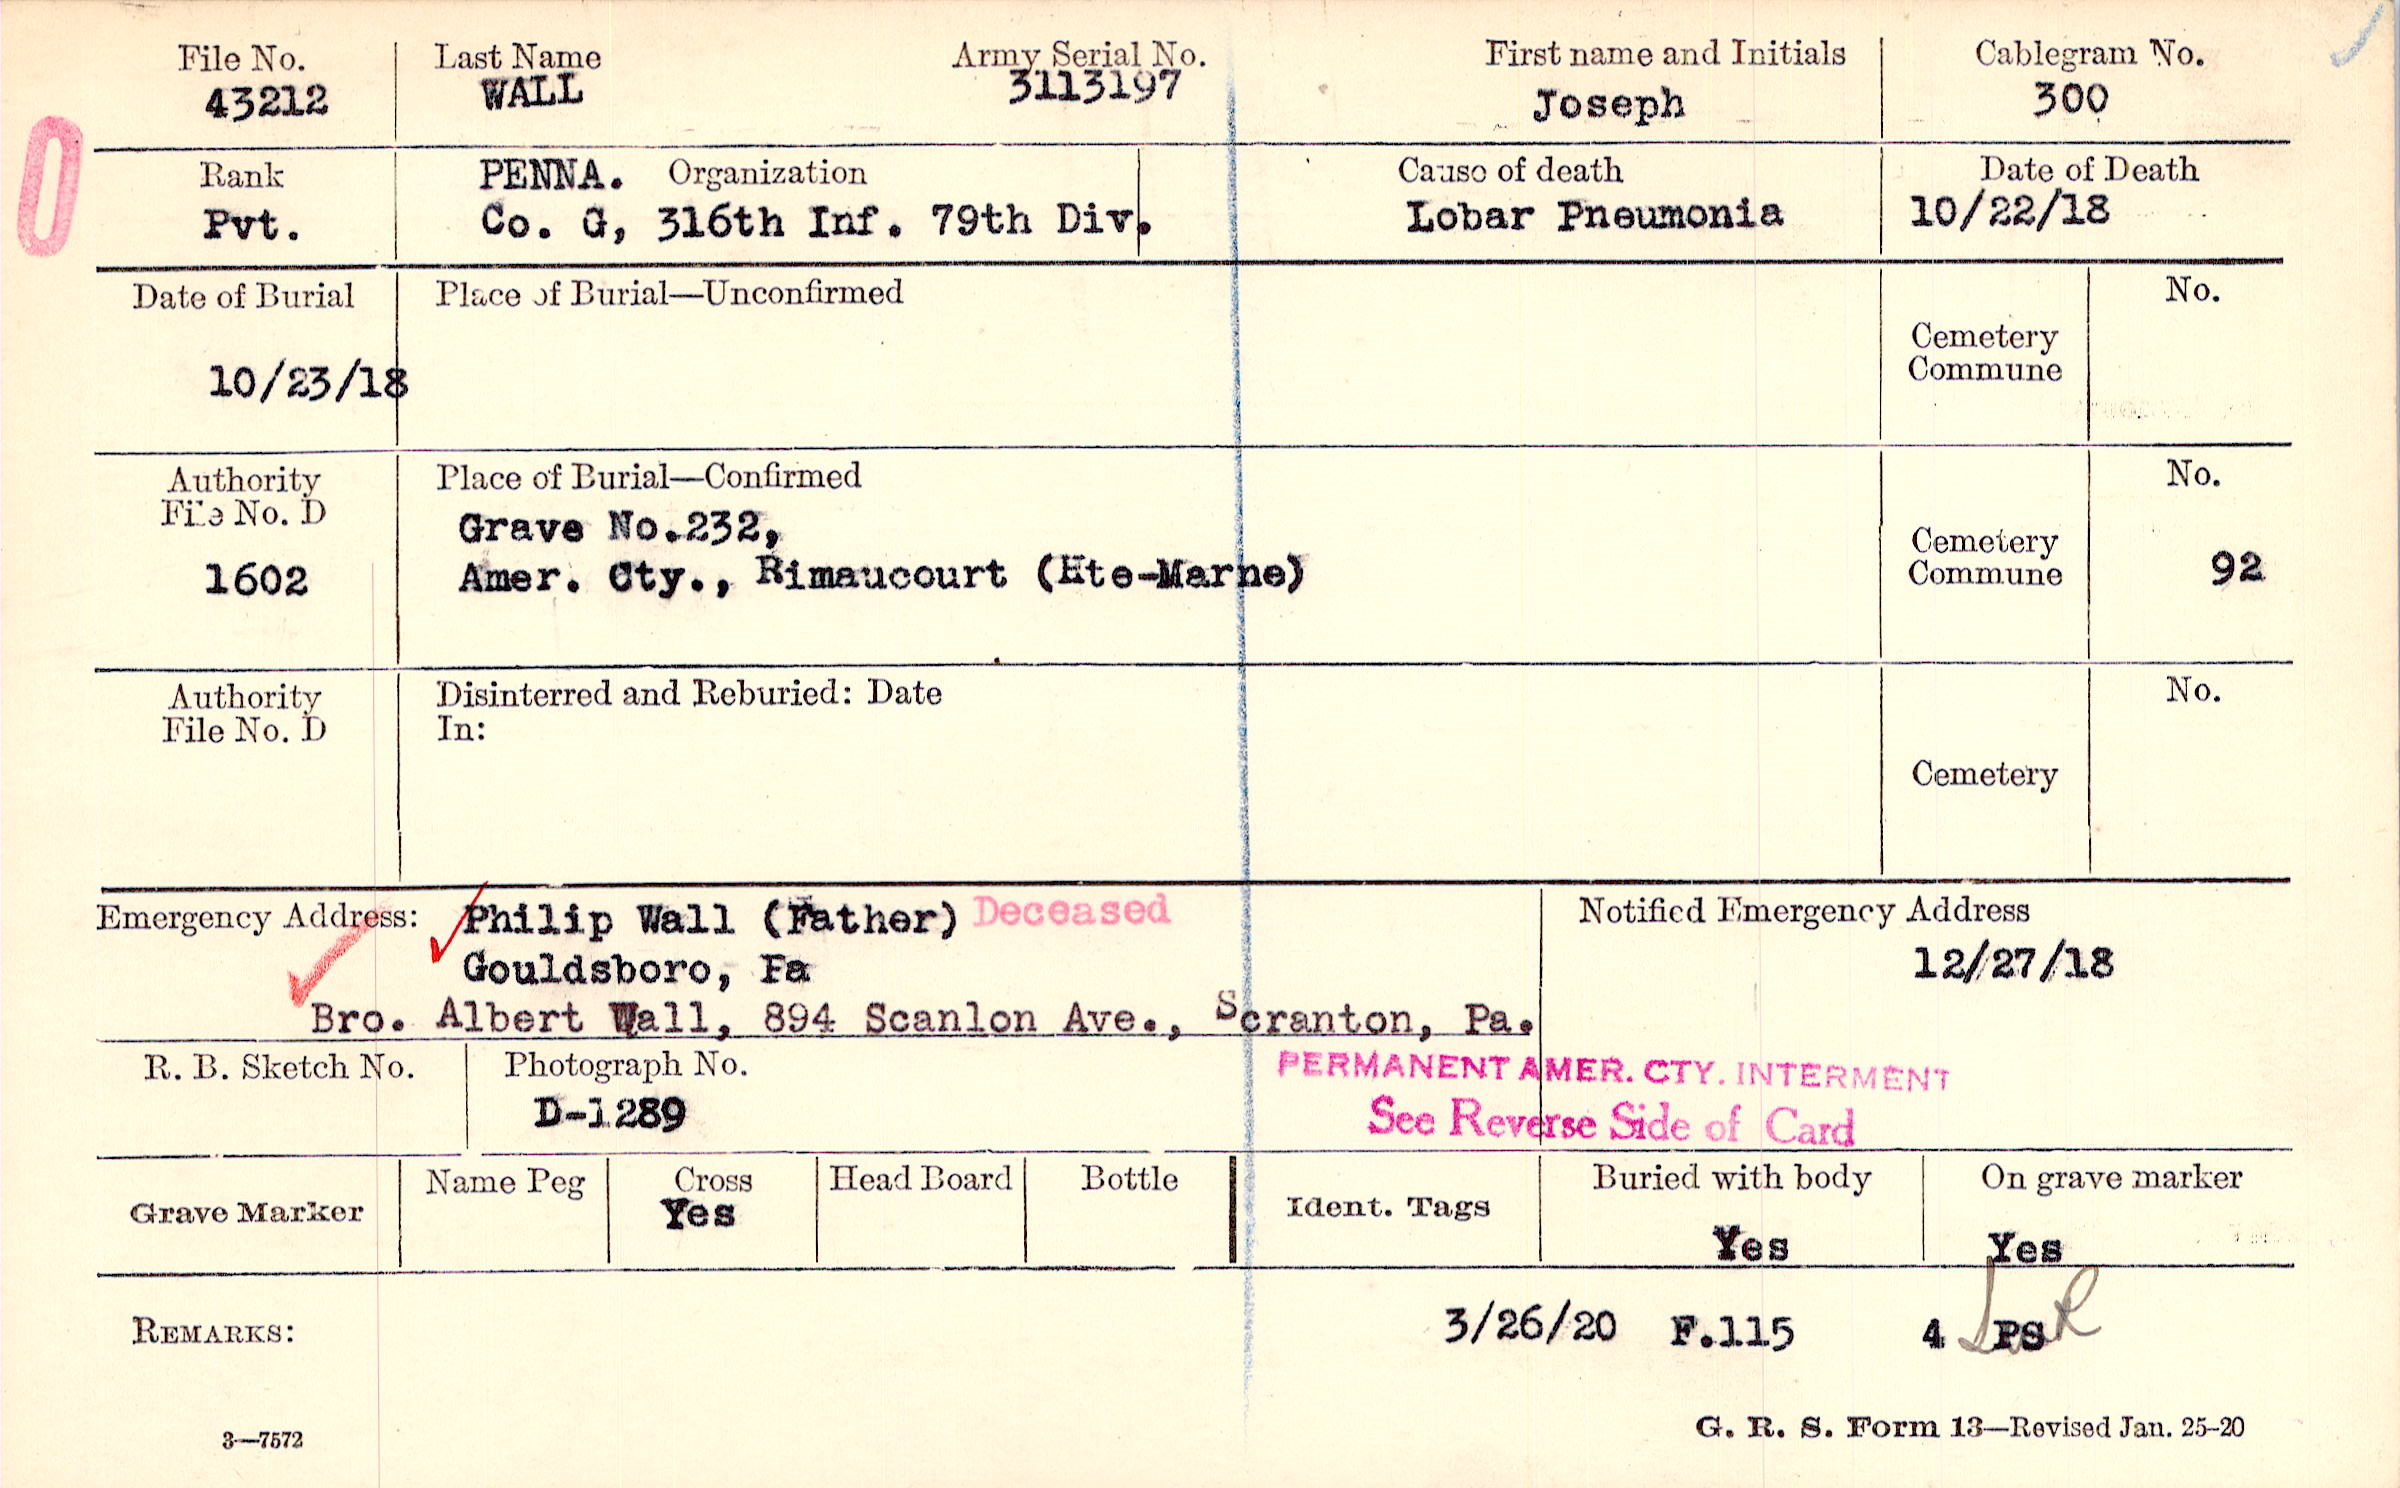 File No. Last Name Army Serial No. First name and Initials Cablegram No.
43212 WALL 3113197 Joseph 300
Rank PENNA. Organization Cause of death Date of Death
Pvt. Co. G, 316th Inf. 79th Div. Lobar Pneumonia 10/22/18
Date of Burial Place of Burial—Unconfirmed No.
Cemetery
Commune
10/23/18
Authority Place of Burial—Confirmed No.
File No. D
Grave No.232,
Cemetery
1602 Amer. Cty., Rimaucourt (Hte-Marne) Commune 92
Authority Disinterred and Reburied: Date No.
File No. D In:
Cemetery
Emergency Address: Philip Wall (Father) Deceased Notified Emergency Address
Gouldsboro, Pa 12/27/18
Bro. Albert Wall, 894 Scanlon Ave., Scranton, Pa.
R. B. Sketch No. Photograph No. PERMANENT AMER. CTY. INTERMENT
D-1289 See Reverse Side of Card
Grave Marker Name Peg Cross Head Board Bottle Ident. Tags Buried with body On grave marker
Yes Yes Yes
REMARKS: 3/26/20 F.115 4 PS
3—7572 G. R. S. Form 13—Revised Jan. 25-20